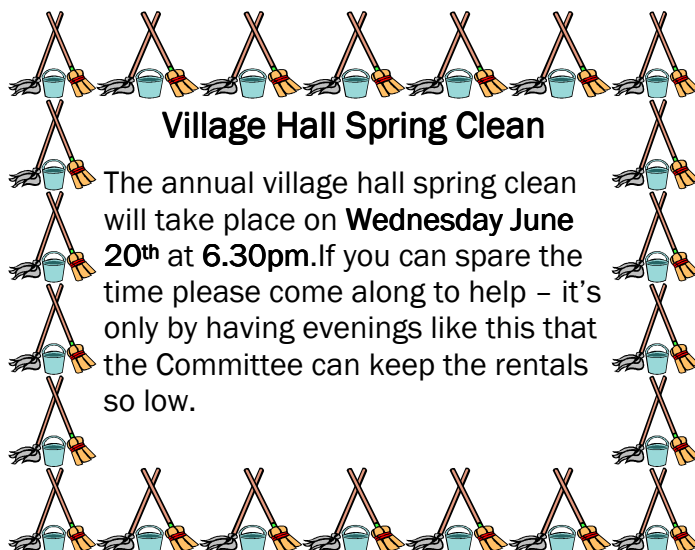 Village Hall Spring Clean
The annual village hall spring clean
will take place on Wednesday June
20th at 6.30pm.If you can spare the
time please come along to help – it's
only by having evenings like this that
the Committee can keep the rentals
so low.